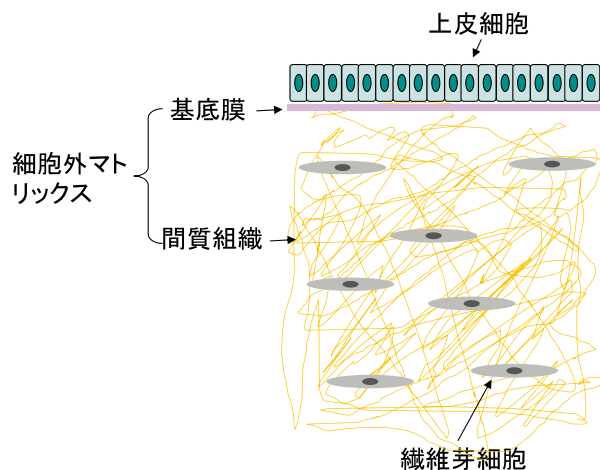 上皮細胞
基底膜
細胞外マト
リックス
間質組織
繊維芽細胞